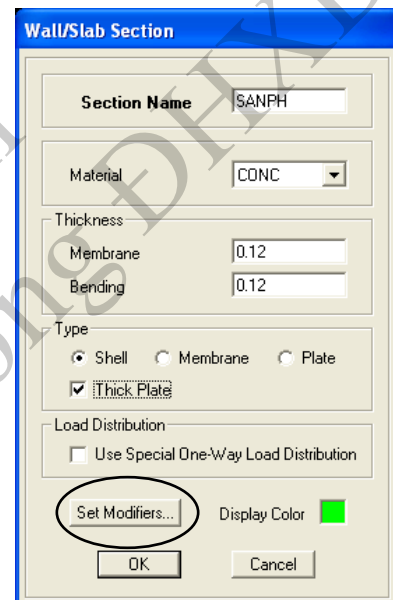 Wall/Slab Section
Section Name SANPH
Material CONC
Thickness
Membrane 0.12
Bending 0.12
Type
Shell Membrane Plate
Thick Plate
Load Distribution
Use Special One-Way Load Distribution
Set Modifiers... Display Color
OK Cancel